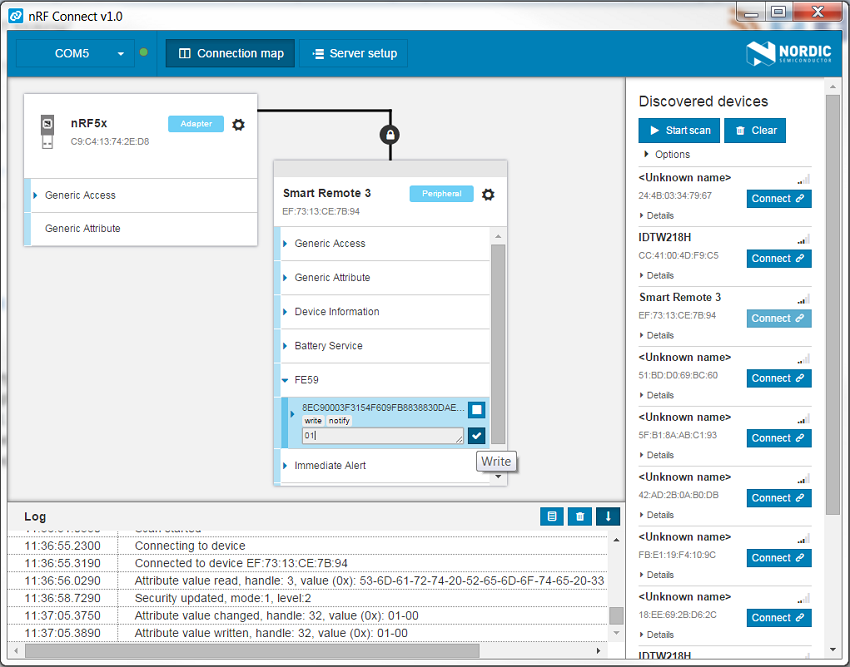 nRF Connect v1.0
COM5
Connection map
Server setup
NORDIC
SEMICONDUCTOR
nRF5x
Adapter
C9:C4:13:74:2E:D8
Generic Access
Generic Attribute
Smart Remote 3
Peripheral
EF:73:13:CE:7B:94
Generic Access
Generic Attribute
Device Information
Battery Service
FE59
8EC90003F3154F609FB8838830DAE...
write notify
01
Write
Immediate Alert
Discovered devices
Start scan
Clear
Options
<Unknown name>
24:4B:03:34:79:67
Connect
Details
IDTW218H
CC:41:00:4D:F9:C5
Connect
Details
Smart Remote 3
EF:73:13:CE:7B:94
Connect
Details
<Unknown name>
51:BD:D0:69:BC:60
Connect
Details
<Unknown name>
5F:B1:8A:AB:C1:93
Connect
Details
<Unknown name>
42:AD:2B:0A:B0:DB
Connect
Details
<Unknown name>
FB:E1:19:F4:10:9C
Connect
Details
<Unknown name>
18:EE:69:2B:D6:2C
Connect
Details
IDTW218H
Log
Scan started
11:36:55.2300 Connecting to device
11:36:55.3190 Connected to device EF:73:13:CE:7B:94
11:36:56.0290 Attribute value read, handle: 3, value (0x): 53-6D-61-72-74-20-52-65-6D-6F-74-65-20-33
11:36:58.7290 Security updated, mode:1, level:2
11:37:05.3750 Attribute value changed, handle: 32, value (0x): 01-00
11:37:05.3890 Attribute value written, handle: 32, value (0x): 01-00